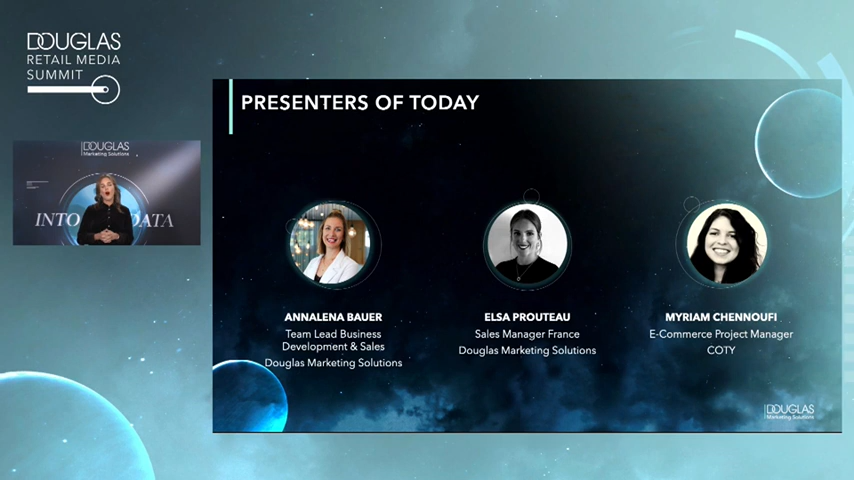 DOUGLAS
RETAIL MEDIA
SUMMIT
DOUGLAS
Marketing Solutions
INTO DATA
PRESENTERS OF TODAY
ANNALENA BAUER
Team Lead Business
Development & Sales
Douglas Marketing Solutions
ELSA PROUTEAU
Sales Manager France
Douglas Marketing Solutions
MYRIAM CHENNOUFI
E-Commerce Project Manager
COTY
DOUGLAS
Marketing Solutions